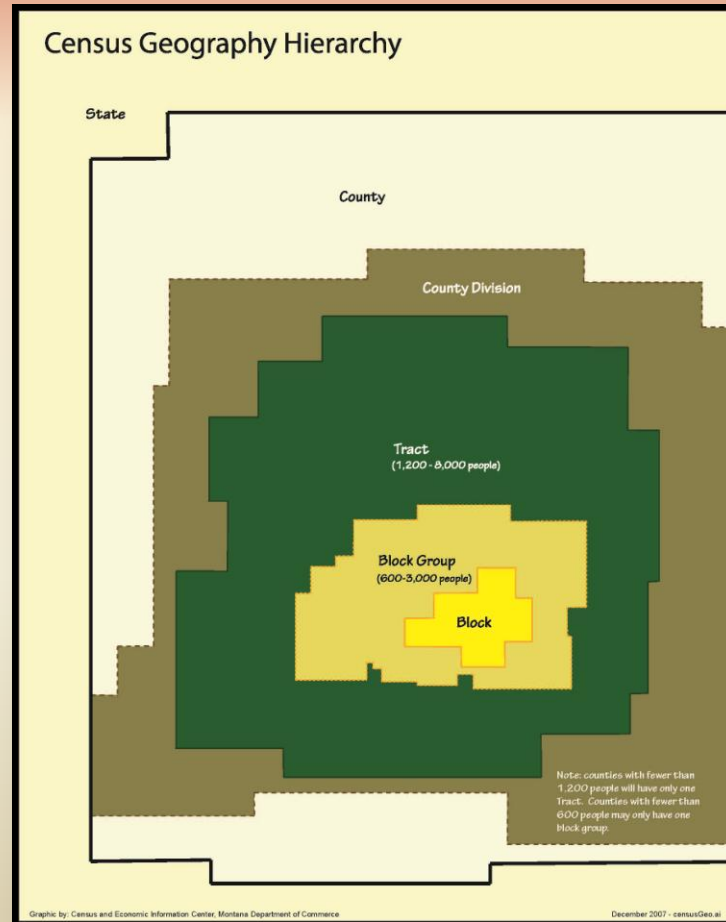 Census Geography Hierarchy
State
County
County Division
Tract
(1,200 - 8,000 people)
Block Group
(600-3,000 people)
Block
Note: counties with fewer than
1,200 people will have only one
Tract. Counties with fewer than
600 people may only have one
block group.
Graphic by: Census and Economic Information Center, Montana Department of Commerce
December 2007 - censusGeo.ai